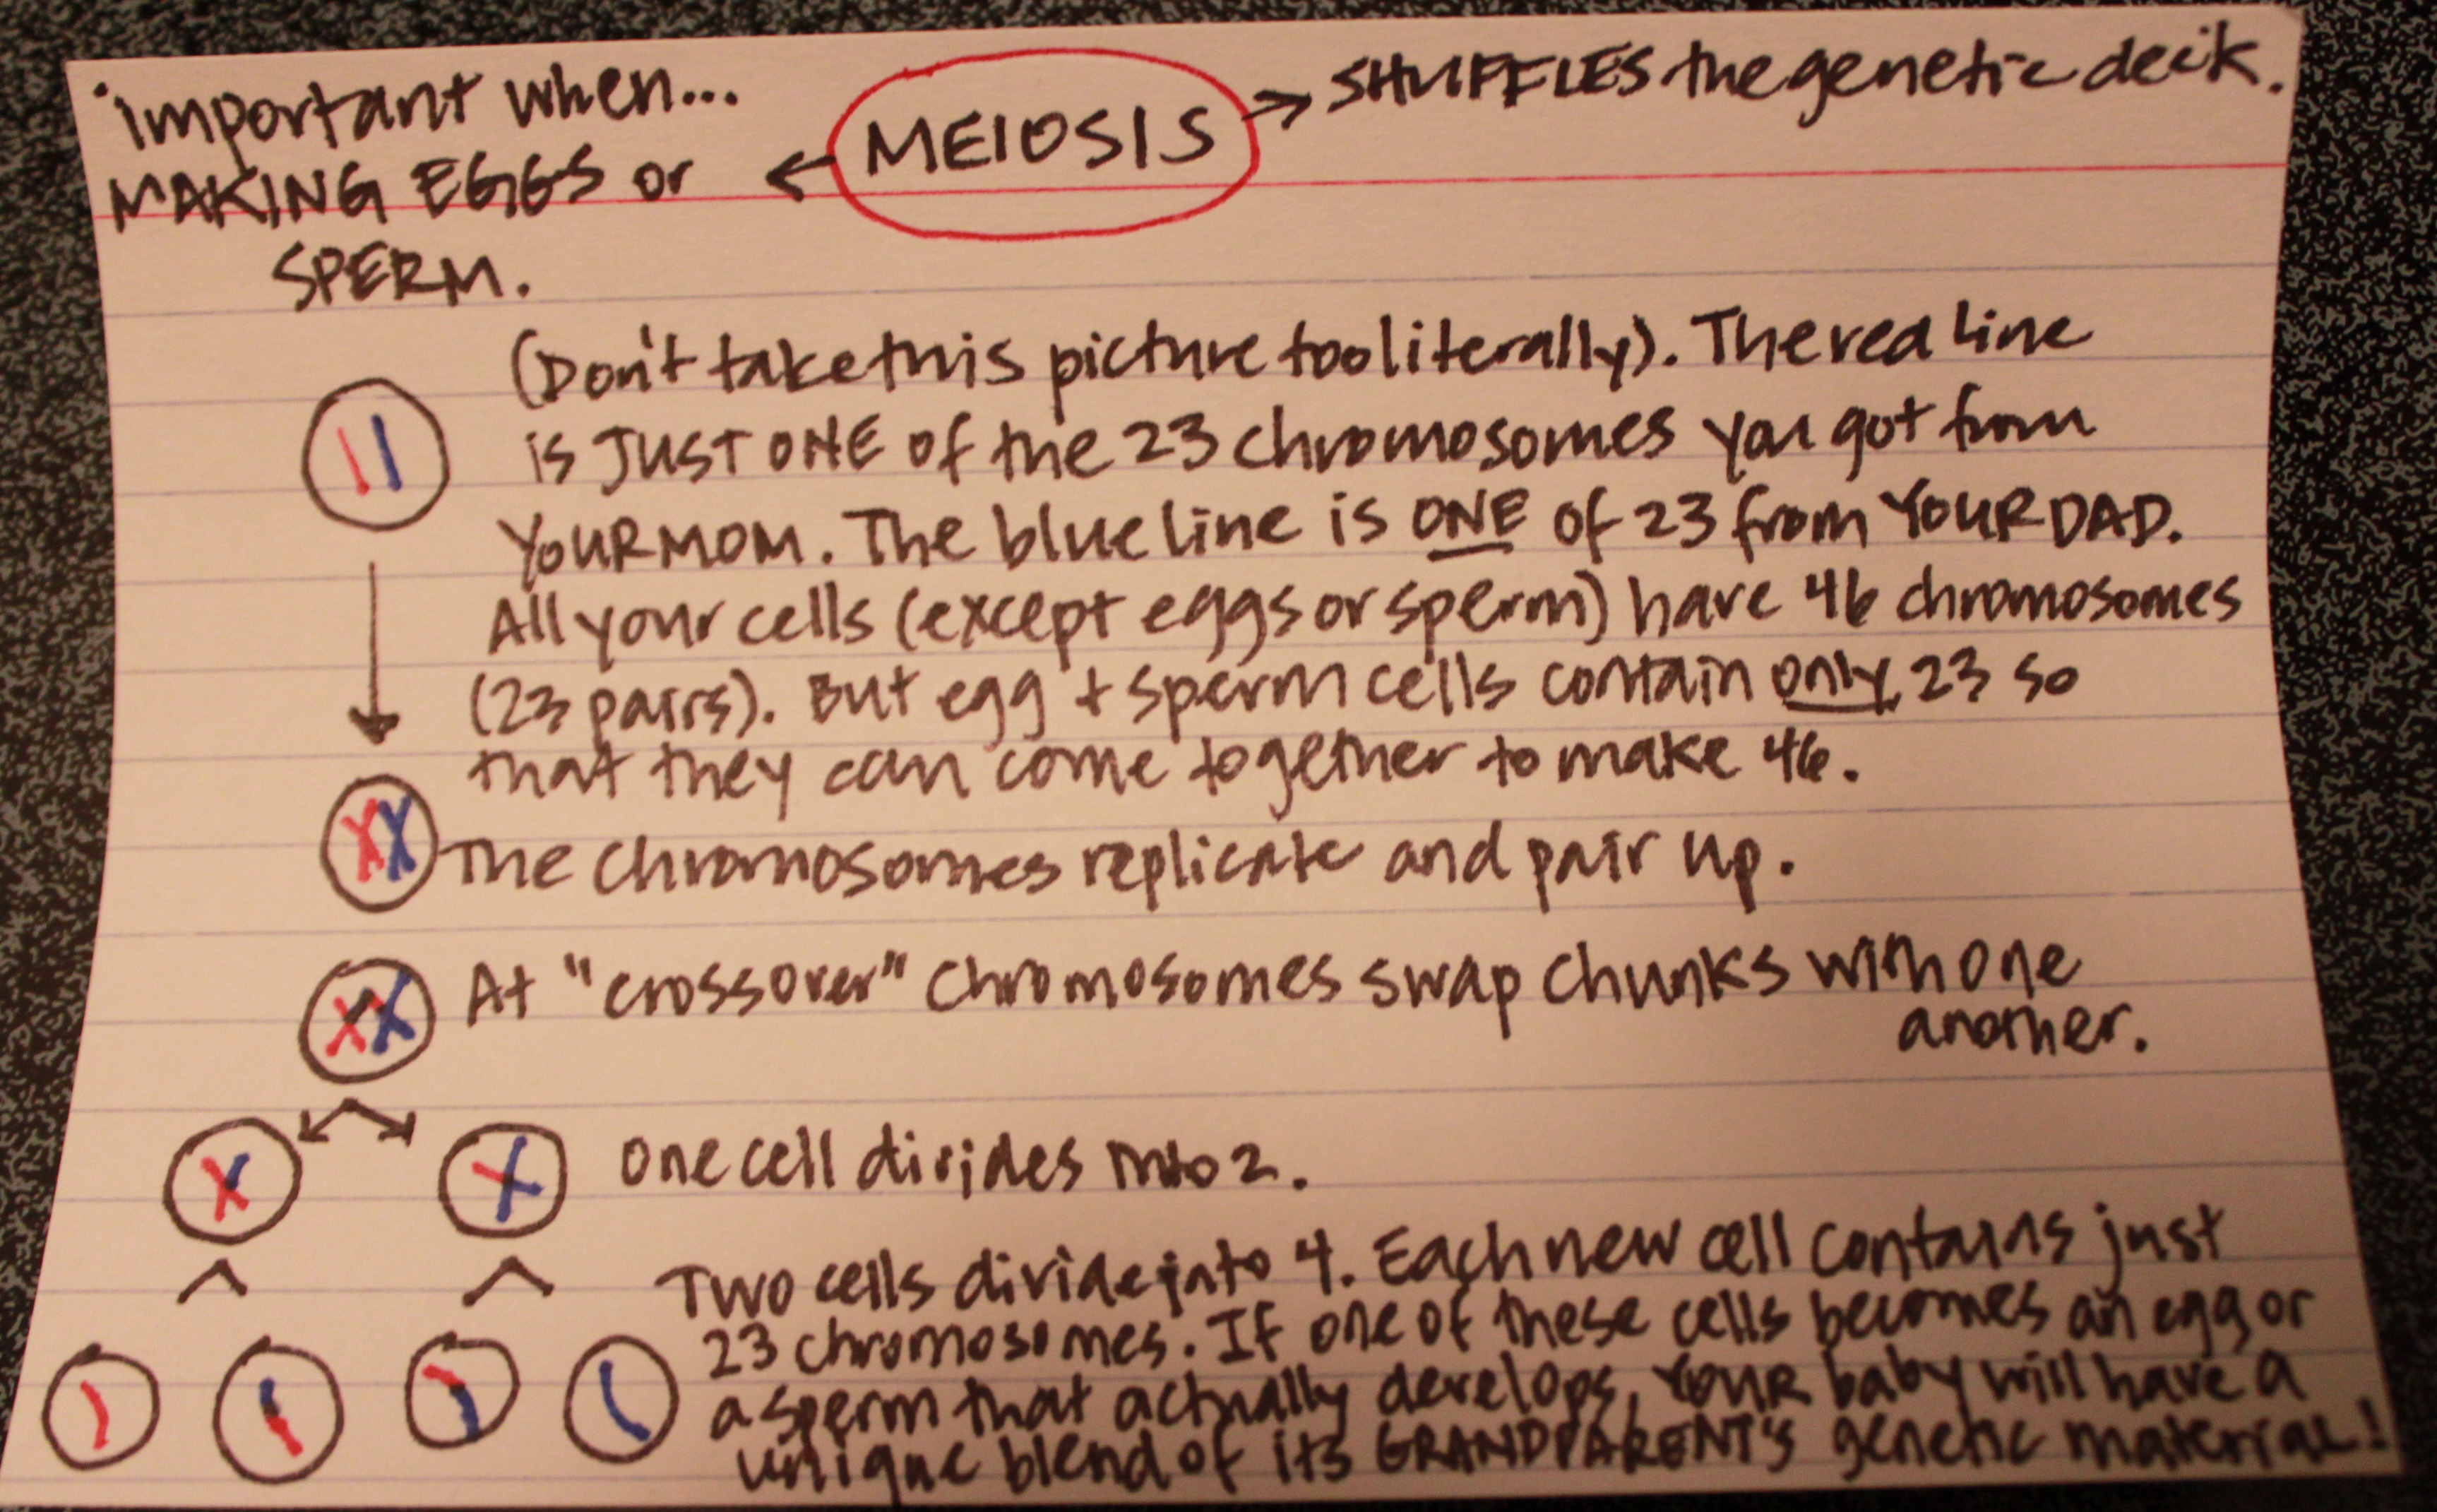 important when...
MAKING EGGS or
SPERM.
← MEIOSIS → SHUFFLES the genetic deck.
(Don't take this picture too literally). The red line
is JUST ONE of the 23 chromosomes you got from
YOUR MOM. The blue line is ONE of 23 from YOUR DAD.
All your cells (except eggs or sperm) have 46 chromosomes
(23 pairs). But egg + sperm cells contain only 23 so
that they can come together to make 46.
The chromosomes replicate and pair up.
At "crossover" chromosomes swap chunks with one
another.
One cell divides into 2.
Two cells divide into 4. Each new cell contains just
23 chromosomes. If one of these cells becomes an egg or
a sperm that actually develops, YOUR baby will have a
unique blend of its GRANDPARENT's genetic material!